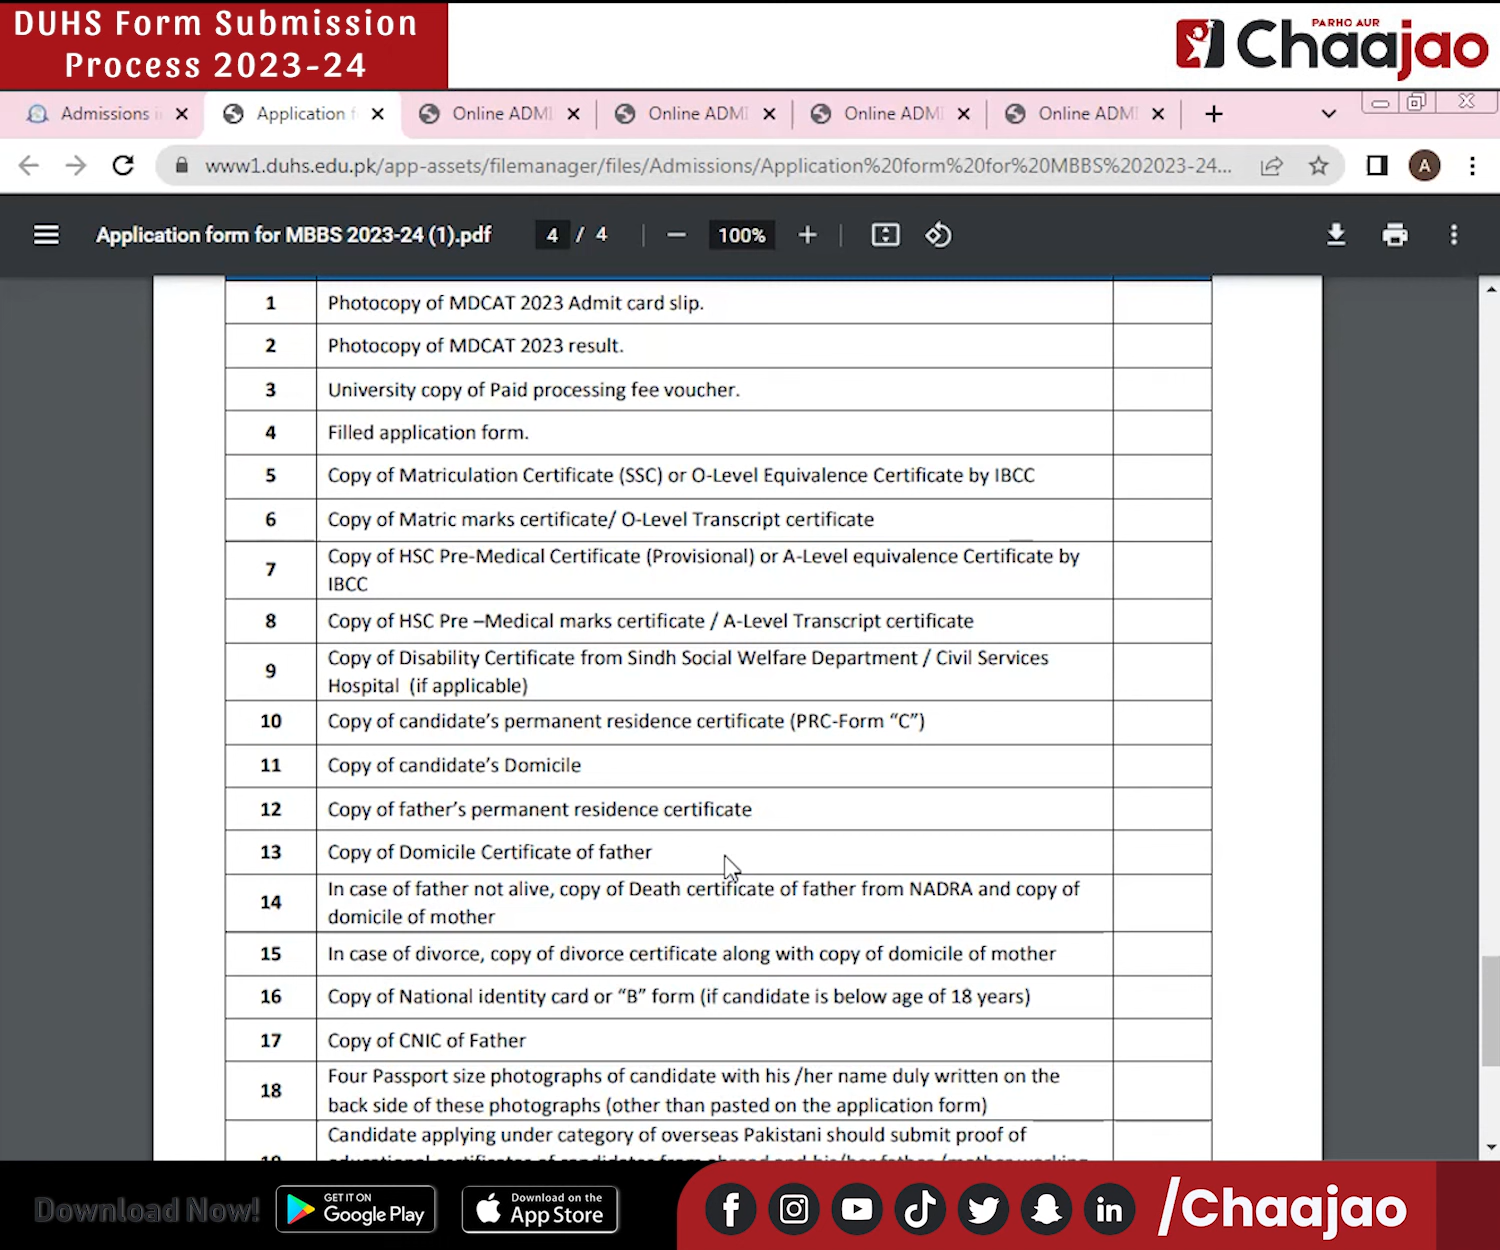 DUHS Form Submission
Process 2023-24
PARHO AUR
Chaajao
Admissions i
Application f
Online ADMI
Online ADMI
Online ADMI
Online ADMI
www1.duhs.edu.pk/app-assets/filemanager/files/Admissions/Application%20form%20for%20MBBS%202023-24...
A
Application form for MBBS 2023-24 (1).pdf
4 / 4
100%
1 Photocopy of MDCAT 2023 Admit card slip.
2 Photocopy of MDCAT 2023 result.
3 University copy of Paid processing fee voucher.
4 Filled application form.
5 Copy of Matriculation Certificate (SSC) or O-Level Equivalence Certificate by IBCC
6 Copy of Matric marks certificate/ O-Level Transcript certificate
7 Copy of HSC Pre-Medical Certificate (Provisional) or A-Level equivalence Certificate by
IBCC
8 Copy of HSC Pre –Medical marks certificate / A-Level Transcript certificate
9 Copy of Disability Certificate from Sindh Social Welfare Department / Civil Services
Hospital (if applicable)
10 Copy of candidate's permanent residence certificate (PRC-Form “C”)
11 Copy of candidate's Domicile
12 Copy of father's permanent residence certificate
13 Copy of Domicile Certificate of father
14 In case of father not alive, copy of Death certificate of father from NADRA and copy of
domicile of mother
15 In case of divorce, copy of divorce certificate along with copy of domicile of mother
16 Copy of National identity card or “B” form (if candidate is below age of 18 years)
17 Copy of CNIC of Father
18 Four Passport size photographs of candidate with his /her name duly written on the
back side of these photographs (other than pasted on the application form)
Candidate applying under category of overseas Pakistani should submit proof of
Download Now!
GET IT ON
Google Play
Download on the
App Store
/Chaajao